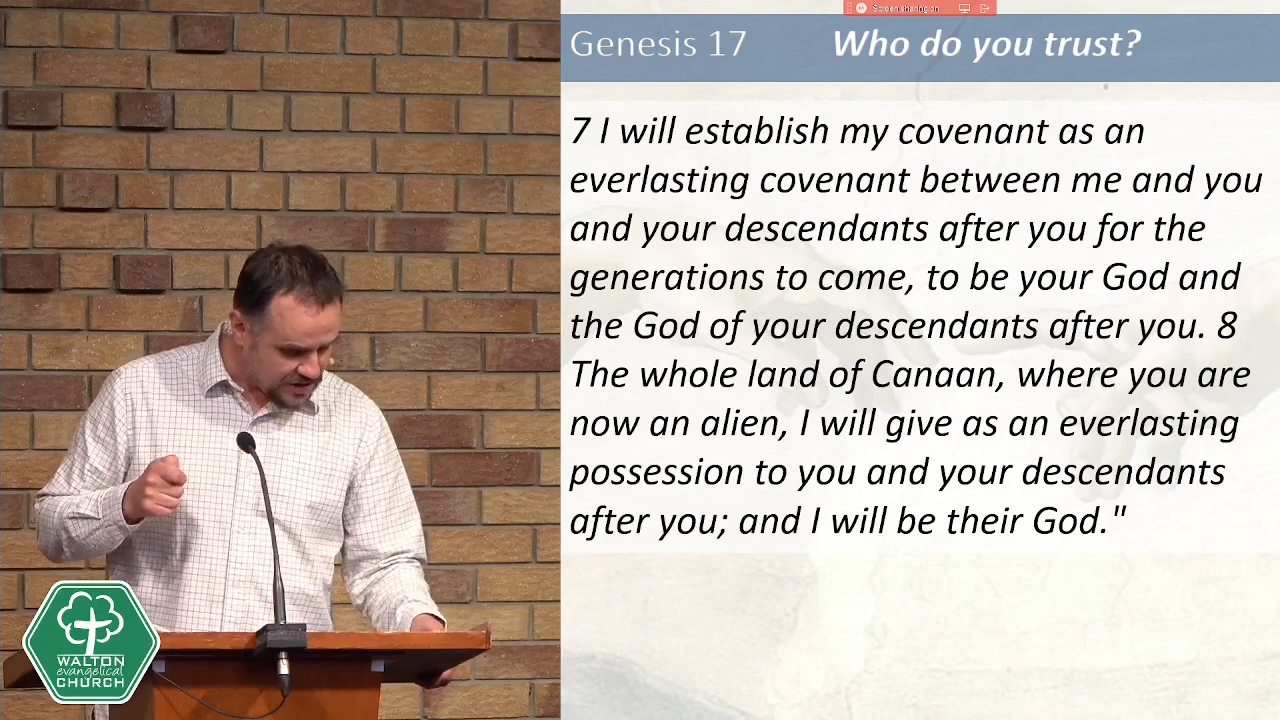 Screen sharing on
Genesis 17 Who do you trust?
7 I will establish my covenant as an
everlasting covenant between me and you
and your descendants after you for the
generations to come, to be your God and
the God of your descendants after you. 8
The whole land of Canaan, where you are
now an alien, I will give as an everlasting
possession to you and your descendants
after you; and I will be their God."
WALTON
evangelical
CHURCH